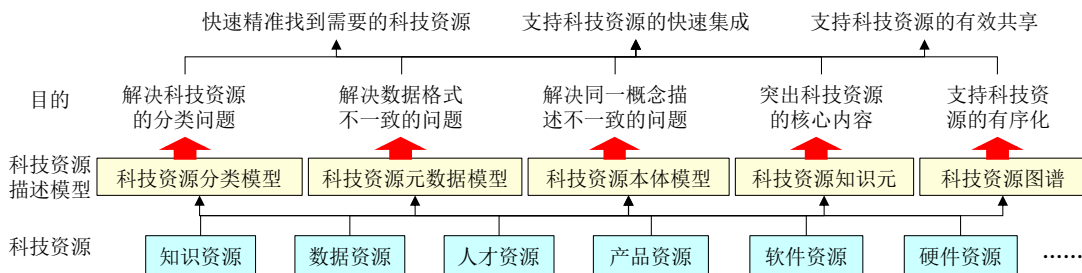 快速精准找到需要的科技资源 支持科技资源的快速集成 支持科技资源的有效共享
目的
解决科技资源
的分类问题
解决数据格式
不一致的问题
解决同一概念描
述不一致的问题
突出科技资源
的核心内容
支持科技资
源的有序化
科技资源
描述模型
科技资源分类模型 科技资源元数据模型 科技资源本体模型 科技资源知识元 科技资源图谱
科技资源
知识资源 数据资源 人才资源 产品资源 软件资源 硬件资源 ……